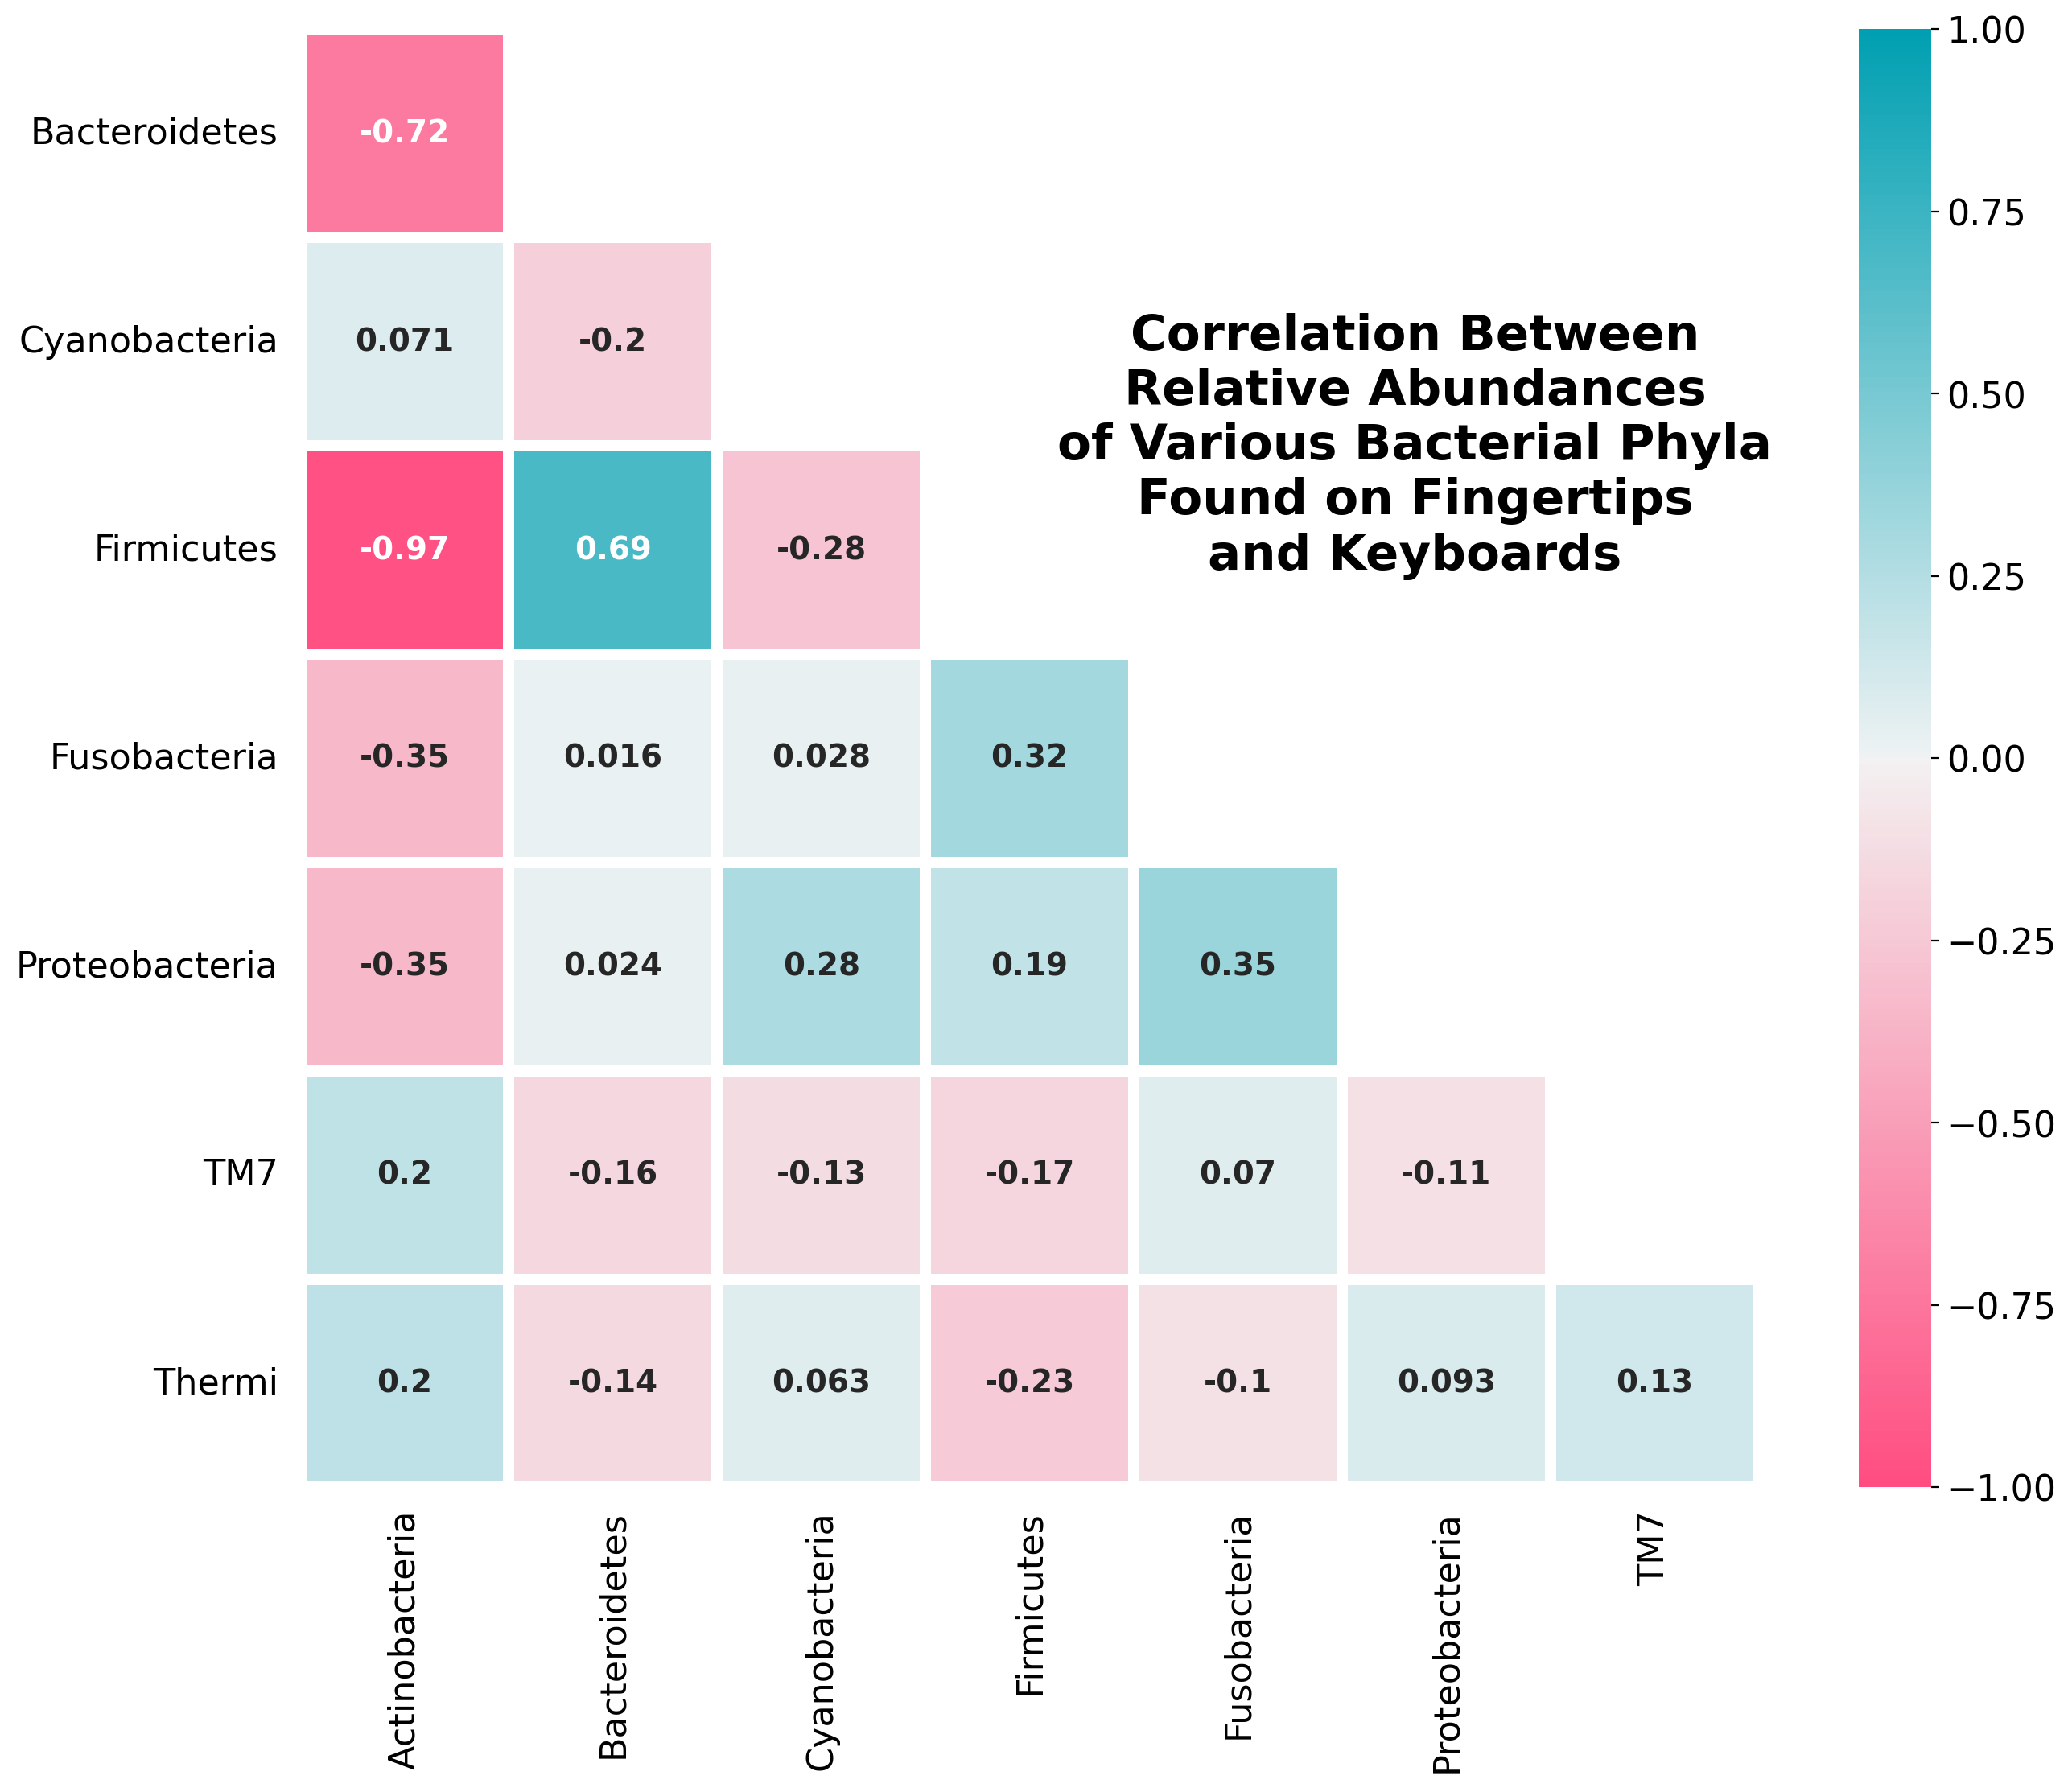 Correlation Between
Relative Abundances
of Various Bacterial Phyla
Found on Fingertips
and Keyboards
Bacteroidetes -0.72
Cyanobacteria 0.071 -0.2
Firmicutes -0.97 0.69 -0.28
Fusobacteria -0.35 0.016 0.028 0.32
Proteobacteria -0.35 0.024 0.28 0.19 0.35
TM7 0.2 -0.16 -0.13 -0.17 0.07 -0.11
Thermi 0.2 -0.14 0.063 -0.23 -0.1 0.093 0.13
Actinobacteria
Bacteroidetes
Cyanobacteria
Firmicutes
Fusobacteria
Proteobacteria
TM7
1.00
0.75
0.50
0.25
0.00
−0.25
−0.50
−0.75
−1.00